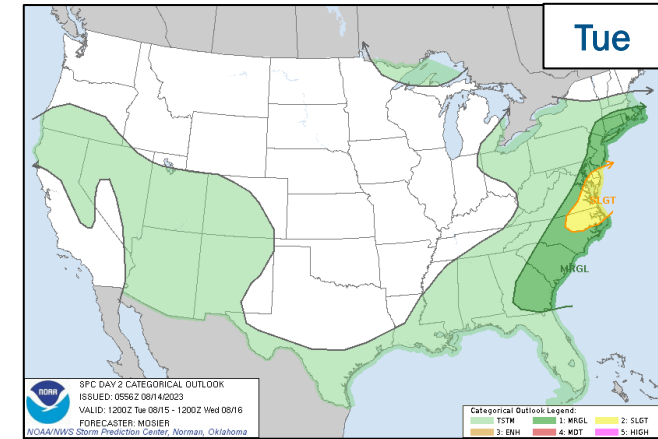 Tue
SLGT
MRGL
NOAA
SPC DAY 2 CATEGORICAL OUTLOOK
ISSUED: 0556Z 08/14/2023
VALID: 1200Z Tue 08/15 - 1200Z Wed 08/16
FORECASTER: MOSIER
NOAA/NWS Storm Prediction Center, Norman, Oklahoma
Categorical Outlook Legend:
TSTM 1: MRGL 2: SLGT
3: ENH 4: MDT 5: HIGH